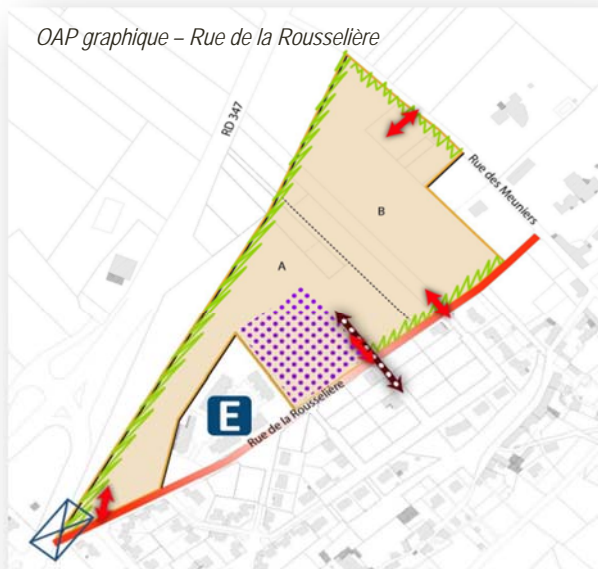 OAP graphique – Rue de la Rousselière
RD 347
Rue des Meuniers
B
A
E
Rue de la Rousselière